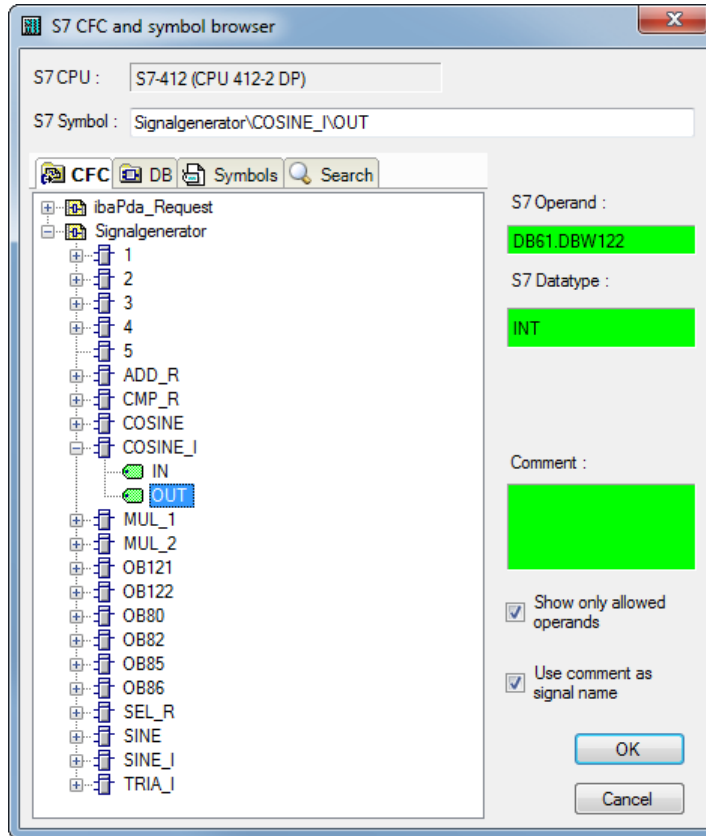 S7 CFC and symbol browser
S7 CPU :
S7-412 (CPU 412-2 DP)
S7 Symbol :
Signalgenerator\COSINE_I\OUT
CFC
DB
Symbols
Search
ibaPda_Request
Signalgenerator
1
2
3
4
5
ADD_R
CMP_R
COSINE
COSINE_I
IN
OUT
MUL_1
MUL_2
OB121
OB122
OB80
OB82
OB85
OB86
SEL_R
SINE
SINE_I
TRIA_I
S7 Operand :
DB61.DBW122
S7 Datatype :
INT
Comment :
Show only allowed
operands
Use comment as
signal name
OK
Cancel